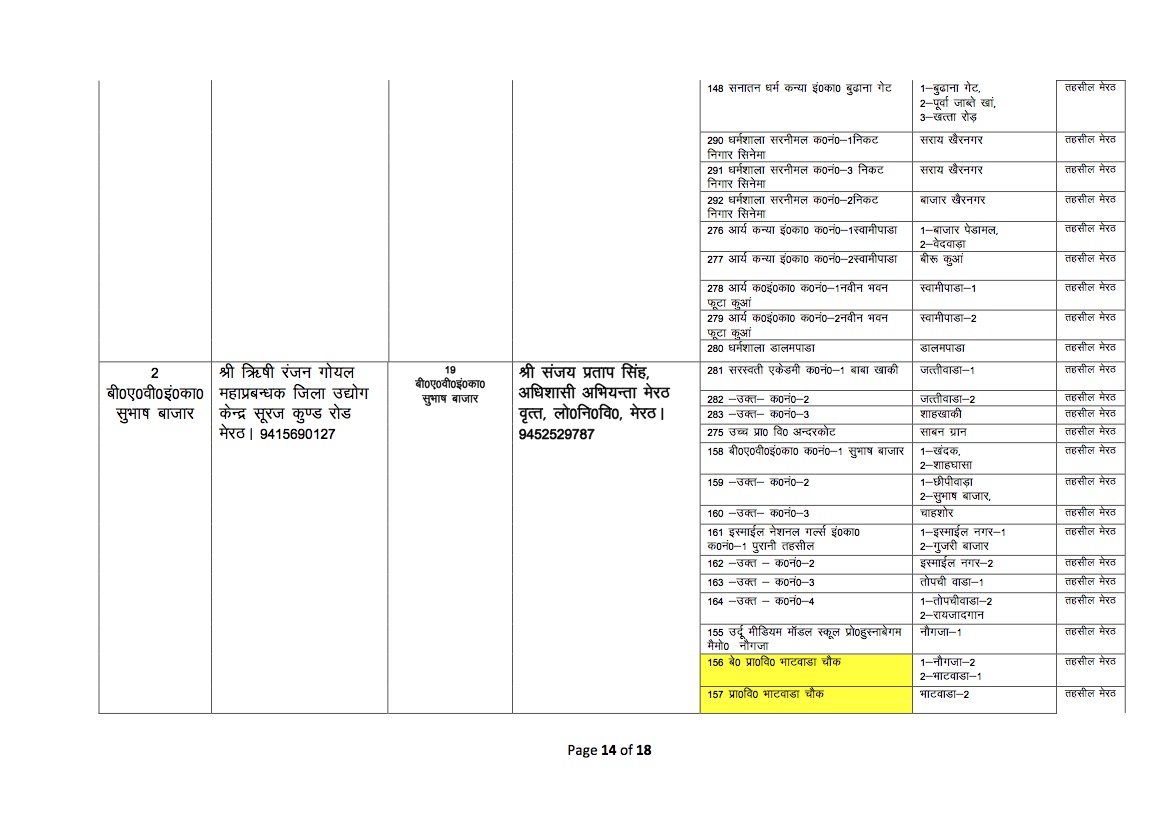 148 सनातन धर्म कन्या इं0का0 बुढाना गेट
1–बुढाना गेट,
2–पूर्वा जाब्ते खां,
3–खत्ता रोड़
तहसील मेरठ
290 धर्मशाला सरनीमल क0नं0–1निकट
निगार सिनेमा
सराय खैरनगर
तहसील मेरठ
291 धर्मशाला सरनीमल क0नं0–3 निकट
निगार सिनेमा
सराय खैरनगर
तहसील मेरठ
292 धर्मशाला सरनीमल क0नं0–2निकट
निगार सिनेमा
बाजार खैरनगर
तहसील मेरठ
276 आर्य कन्या इं0का0 क0नं0–1स्वामीपाडा
1–बाजार पेडामल,
2–वेदवाड़ा
तहसील मेरठ
277 आर्य कन्या इं0का0 क0नं0–2स्वामीपाडा
बीरू कुआं
तहसील मेरठ
278 आर्य क0इं0का0 क0नं0–1नवीन भवन
फूटा कुआं
स्वामीपाडा–1
तहसील मेरठ
279 आर्य क0इं0का0 क0नं0–2नवीन भवन
फूटा कुआं
स्वामीपाडा–2
तहसील मेरठ
280 धर्मशाला डालमपाडा
डालमपाडा
तहसील मेरठ
2
बी0ए0वी0इं0का0
सुभाष बाजार
श्री ऋिषी रंजन गोयल
महाप्रबन्धक जिला उद्योग
केन्द्र सूरज कुण्ड रोड
मेरठ। 9415690127
19
बी0ए0वी0इं0का0
सुभाष बाजार
श्री संजय प्रताप सिंह,
अधिशासी अभियन्ता मेरठ
वृत्त, लो0नि0वि0, मेरठ।
9452529787
281 सरस्वती एकेडमी क0नं0–1 बाबा खाकी
जत्तीवाडा–1
तहसील मेरठ
282 –उक्त– क0नं0–2
जत्तीवाडा–2
तहसील मेरठ
283 –उक्त– क0नं0–3
शाहखाकी
तहसील मेरठ
275 उच्च प्रा0 वि0 अन्दरकोट
साबन ग्रान
तहसील मेरठ
158 बी0ए0वी0इं0का0 क0नं0–1 सुभाष बाजार
1–खंदक,
2–शाहघासा
तहसील मेरठ
159 –उक्त– क0नं0–2
1–छीपीवाड़ा
2–सुभाष बाजार,
तहसील मेरठ
160 –उक्त– क0नं0–3
चाहशोर
तहसील मेरठ
161 इस्माईल नेशनल गर्ल्स इं0का0
क0नं0–1 पुरानी तहसील
1–इस्माईल नगर–1
2–गुजरी बाजार
तहसील मेरठ
162 –उक्त – क0नं0–2
इस्माईल नगर–2
तहसील मेरठ
163 –उक्त – क0नं0–3
तोपची वाडा–1
तहसील मेरठ
164 –उक्त – क0नं0–4
1–तोपचीवाडा–2
2–रायजादगान
तहसील मेरठ
155 उर्दू मीडियम मॉडल स्कूल प्रो0हुस्नाबेगम
मैमो0 नौगजा
नौगजा–1
तहसील मेरठ
156 बे0 प्रा0वि0 भाटवाडा चौक
1–नौगजा–2
2–भाटवाडा–1
तहसील मेरठ
157 प्रा0वि0 भाटवाडा चौक
भाटवाडा–2
तहसील मेरठ
Page 14 of 18